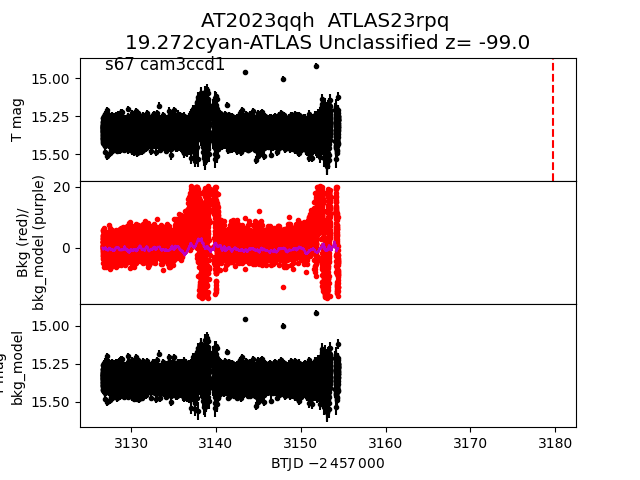 AT2023qqh ATLAS23rpq
19.272cyan-ATLAS Unclassified z= -99.0
s67 cam3ccd1
15.00
15.25
15.50
T mag
20
0
Bkg (red)/
bkg_model (purple)
15.00
15.25
15.50
mag
bkg_model
3130 3140 3150 3160 3170 3180
BTJD −2 457 000